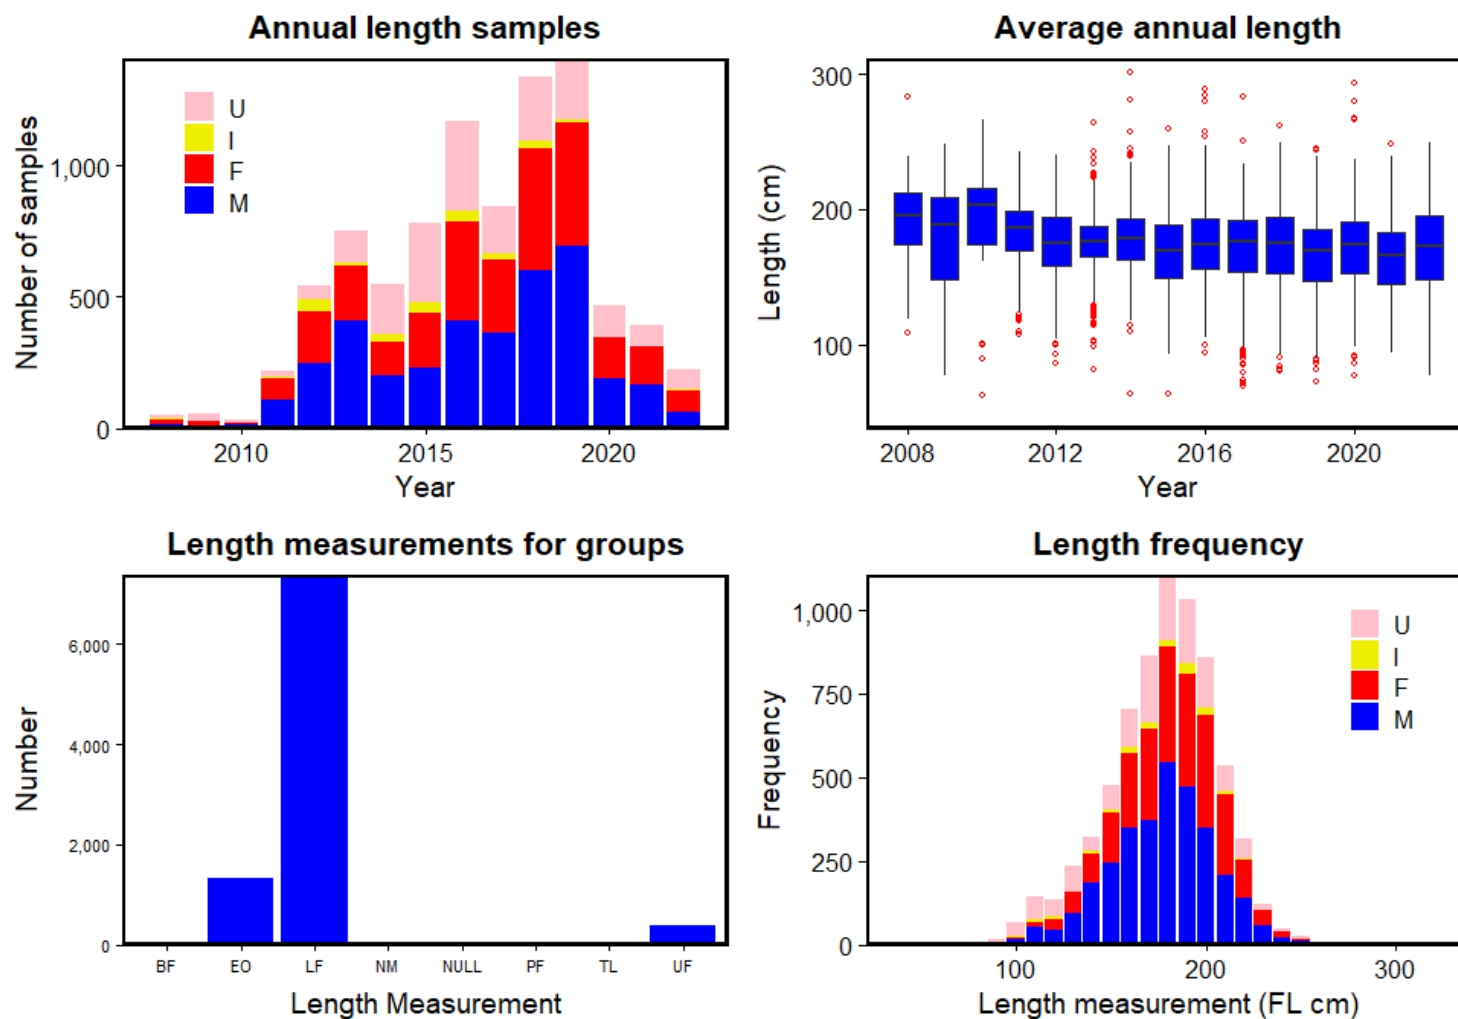 Annual length samples
Number of samples
1,000
500
0
U
I
F
M
2010 2015 2020
Year
Average annual length
Length (cm)
300
200
100
2008 2012 2016 2020
Year
Length measurements for groups
Number
6,000
4,000
2,000
0
BF EO LF NM NULL PF TL UF
Length Measurement
Length frequency
Frequency
1,000
750
500
250
0
U
I
F
M
100 200 300
Length measurement (FL cm)